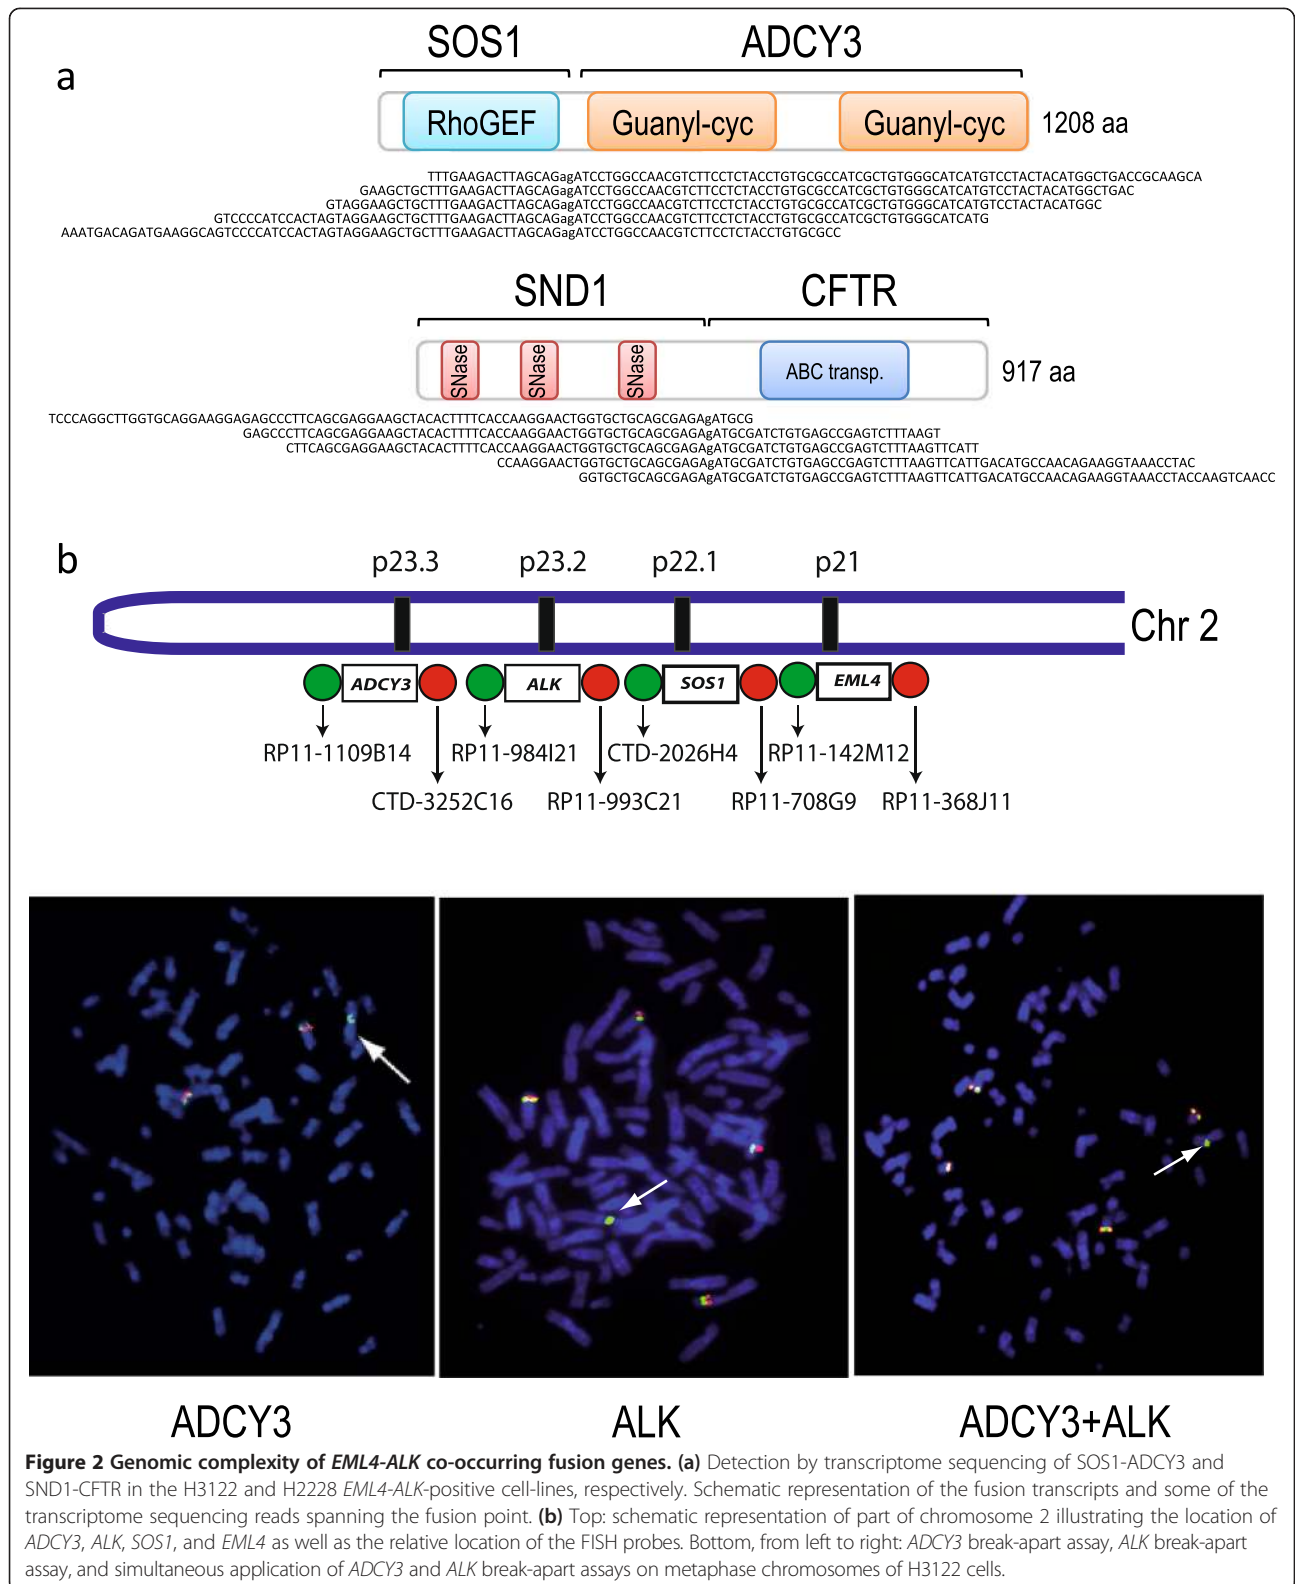 a
SOS1 ADCY3
RhoGEF Guanyl-cyc Guanyl-cyc 1208 aa
TTTGAAGACTTAGCAGagATCCTGGCCAACGTCTTCCTCTACCTGTGCGCCATCGCTGTGGGCATCATGTCCTACTACATGGCTGACCGCAAGCA
GAAGCTGCTTTGAAGACTTAGCAGagATCCTGGCCAACGTCTTCCTCTACCTGTGCGCCATCGCTGTGGGCATCATGTCCTACTACATGGCTGAC
GTAGGAAGCTGCTTTGAAGACTTAGCAGagATCCTGGCCAACGTCTTCCTCTACCTGTGCGCCATCGCTGTGGGCATCATGTCCTACTACATGGC
GTCCCCATCCACTAGTAGGAAGCTGCTTTGAAGACTTAGCAGagATCCTGGCCAACGTCTTCCTCTACCTGTGCGCCATCGCTGTGGGCATCATG
AAATGACAGATGAAGGCAGTCCCCATCCACTAGTAGGAAGCTGCTTTGAAGACTTAGCAGagATCCTGGCCAACGTCTTCCTCTACCTGTGCGCC
SND1 CFTR
SNase SNase SNase ABC transp. 917 aa
TCCCAGGCTTGGTGCAGGAAGGAGAGCCCTTCAGCGAGGAAGCTACACTTTTCACCAAGGAACTGGTGCTGCAGCGAGAgATGCG
GAGCCCTTCAGCGAGGAAGCTACACTTTTCACCAAGGAACTGGTGCTGCAGCGAGAgATGCGATCTGTGAGCCGAGTCTTTAAGT
CTTCAGCGAGGAAGCTACACTTTTCACCAAGGAACTGGTGCTGCAGCGAGAgATGCGATCTGTGAGCCGAGTCTTTAAGTTCATT
CCAAGGAACTGGTGCTGCAGCGAGAgATGCGATCTGTGAGCCGAGTCTTTAAGTTCATTGACATGCCAACAGAAGGTAAACCTAC
GGTGCTGCAGCGAGAgATGCGATCTGTGAGCCGAGTCTTTAAGTTCATTGACATGCCAACAGAAGGTAAACCTACCAAGTCAACC
b
p23.3 p23.2 p22.1 p21
Chr 2
ADCY3 ALK SOS1 EML4
RP11-1109B14 RP11-984I21 CTD-2026H4 RP11-142M12
CTD-3252C16 RP11-993C21 RP11-708G9 RP11-368J11
ADCY3 ALK ADCY3+ALK
Figure 2 Genomic complexity of EML4-ALK co-occurring fusion genes. (a) Detection by transcriptome sequencing of SOS1-ADCY3 and
SND1-CFTR in the H3122 and H2228 EML4-ALK-positive cell-lines, respectively. Schematic representation of the fusion transcripts and some of the
transcriptome sequencing reads spanning the fusion point. (b) Top: schematic representation of part of chromosome 2 illustrating the location of
ADCY3, ALK, SOS1, and EML4 as well as the relative location of the FISH probes. Bottom, from left to right: ADCY3 break-apart assay, ALK break-apart
assay, and simultaneous application of ADCY3 and ALK break-apart assays on metaphase chromosomes of H3122 cells.